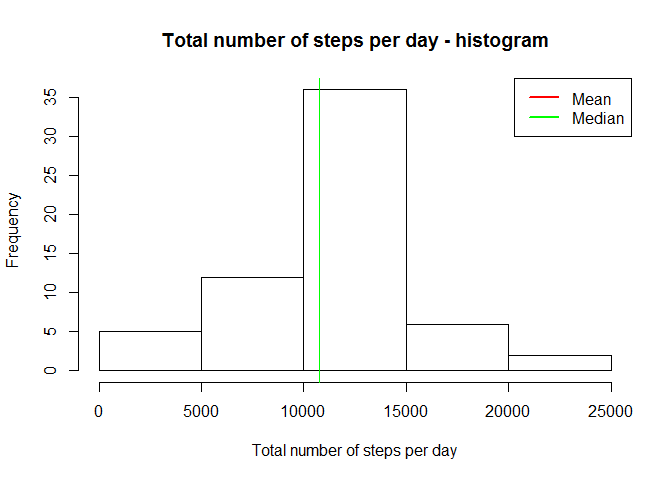 Total number of steps per day - histogram
Mean
Median
Frequency
35
30
25
20
15
10
5
0
0 5000 10000 15000 20000 25000
Total number of steps per day